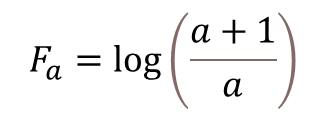 F_a = log((a + 1)/a)